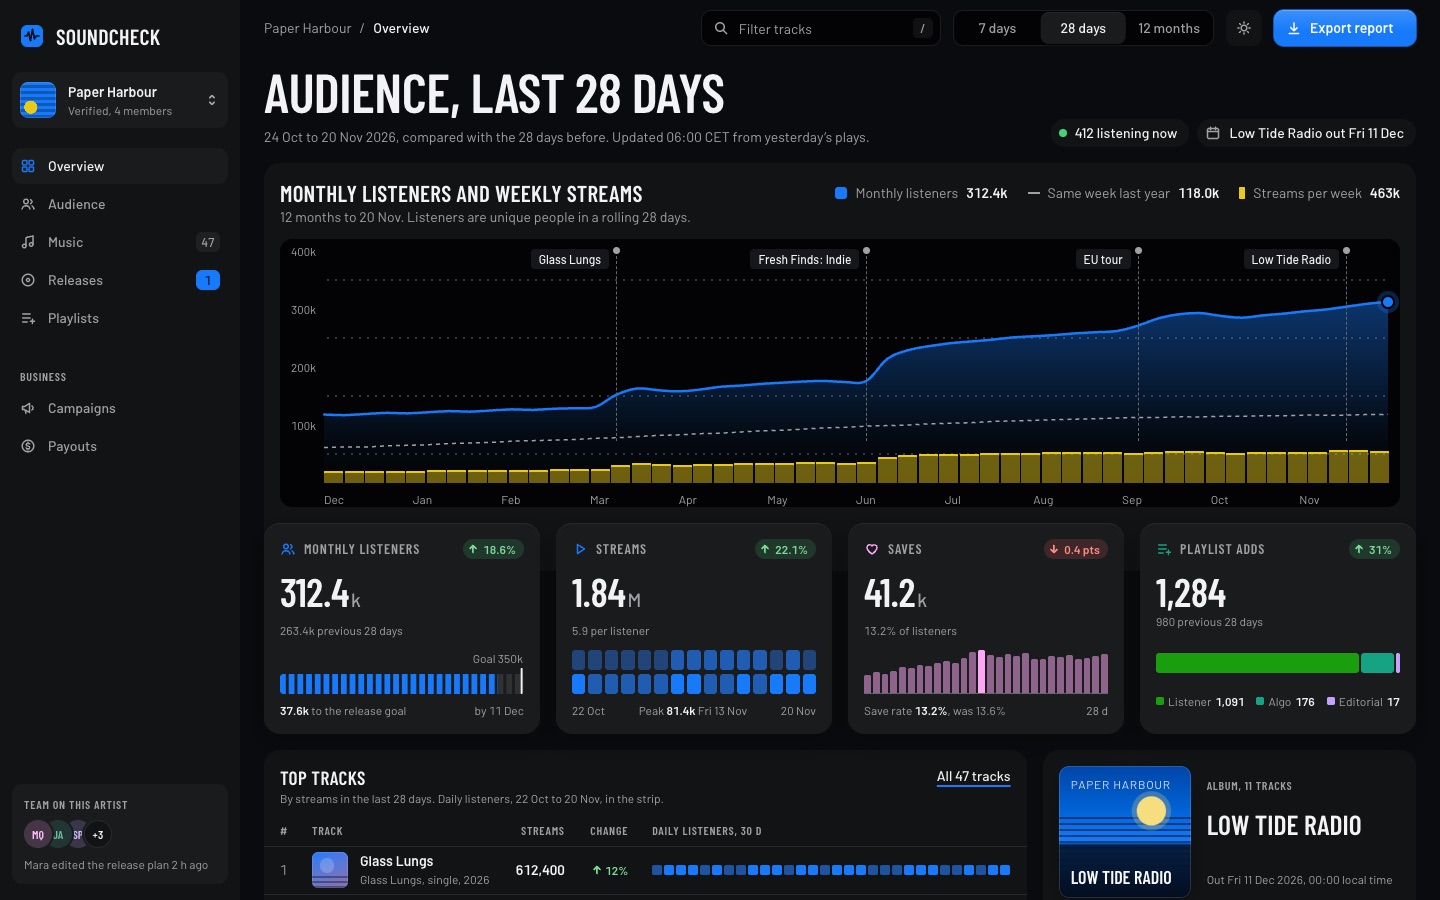 SOUNDCHECK
Paper Harbour
Verified, 4 members
Overview
Audience
Music 47
Releases 1
Playlists
BUSINESS
Campaigns
Payouts
TEAM ON THIS ARTIST
MQ JA SF +3
Mara edited the release plan 2 h ago
Paper Harbour / Overview
Filter tracks /
7 days 28 days 12 months
Export report
AUDIENCE, LAST 28 DAYS
24 Oct to 20 Nov 2026, compared with the 28 days before. Updated 06:00 CET from yesterday's plays.
412 listening now
Low Tide Radio out Fri 11 Dec
MONTHLY LISTENERS AND WEEKLY STREAMS
12 months to 20 Nov. Listeners are unique people in a rolling 28 days.
Monthly listeners 312.4k
Same week last year 118.0k
Streams per week 463k
400k
300k
200k
100k
Glass Lungs
Fresh Finds: Indie
EU tour
Low Tide Radio
Dec Jan Feb Mar Apr May Jun Jul Aug Sep Oct Nov
MONTHLY LISTENERS 18.6%
312.4k
263.4k previous 28 days
Goal 350k
37.6k to the release goal by 11 Dec
STREAMS 22.1%
1.84M
5.9 per listener
22 Oct Peak 81.4k Fri 13 Nov 20 Nov
SAVES 0.4 pts
41.2k
13.2% of listeners
Save rate 13.2%, was 13.6% 28 d
PLAYLIST ADDS 31%
1,284
980 previous 28 days
Listener 1,091 Algo 176 Editorial 17
TOP TRACKS
By streams in the last 28 days. Daily listeners, 22 Oct to 20 Nov, in the strip.
All 47 tracks
# TRACK STREAMS CHANGE DAILY LISTENERS, 30 D
1 Glass Lungs 612,400 12%
Glass Lungs, single, 2026
PAPER HARBOUR
LOW TIDE RADIO
ALBUM, 11 TRACKS
LOW TIDE RADIO
Out Fri 11 Dec 2026, 00:00 local time